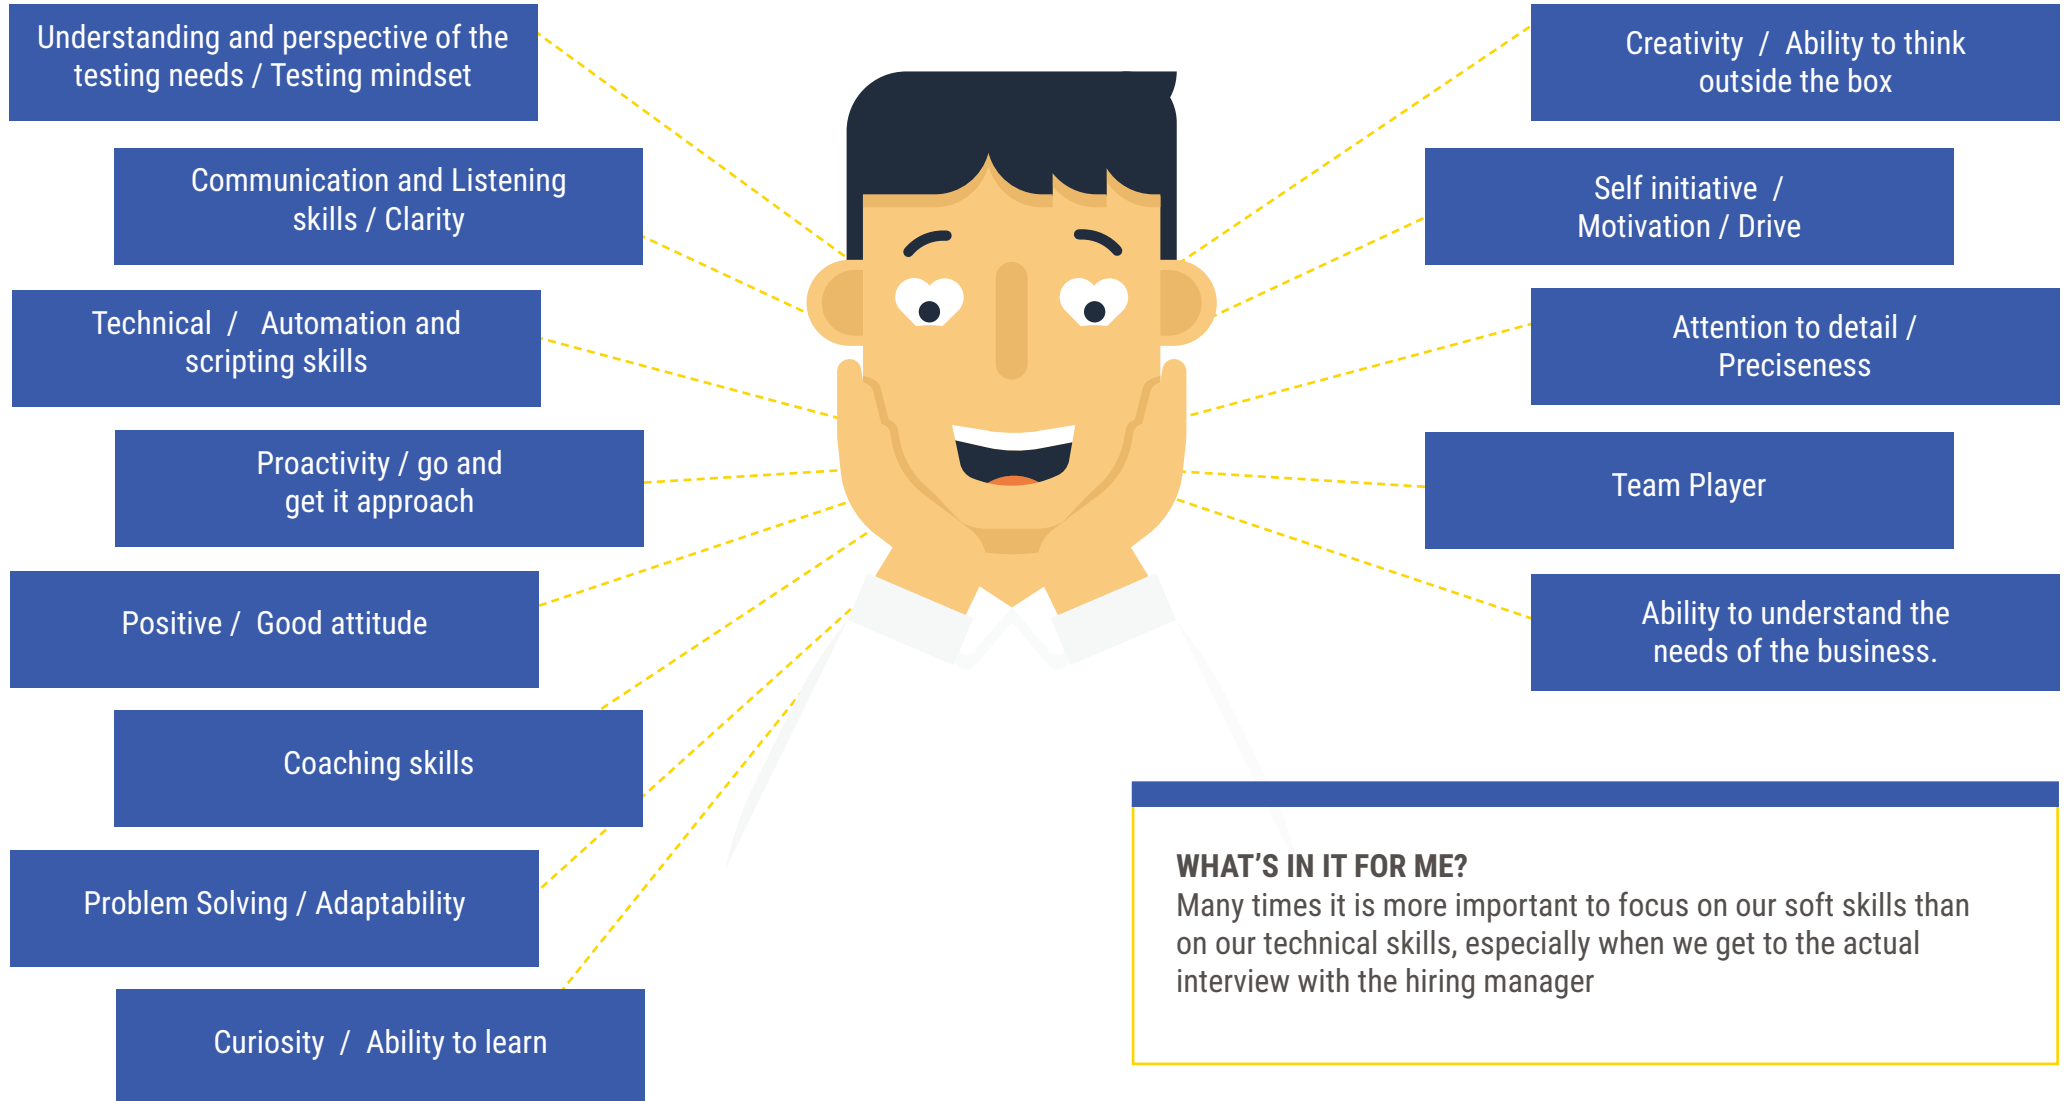 Understanding and perspective of the
testing needs / Testing mindset
Communication and Listening
skills / Clarity
Technical / Automation and
scripting skills
Proactivity / go and
get it approach
Positive / Good attitude
Coaching skills
Problem Solving / Adaptability
Curiosity / Ability to learn
Creativity / Ability to think
outside the box
Self initiative /
Motivation / Drive
Attention to detail /
Preciseness
Team Player
Ability to understand the
needs of the business.
WHAT’S IN IT FOR ME?
Many times it is more important to focus on our soft skills than
on our technical skills, especially when we get to the actual
interview with the hiring manager